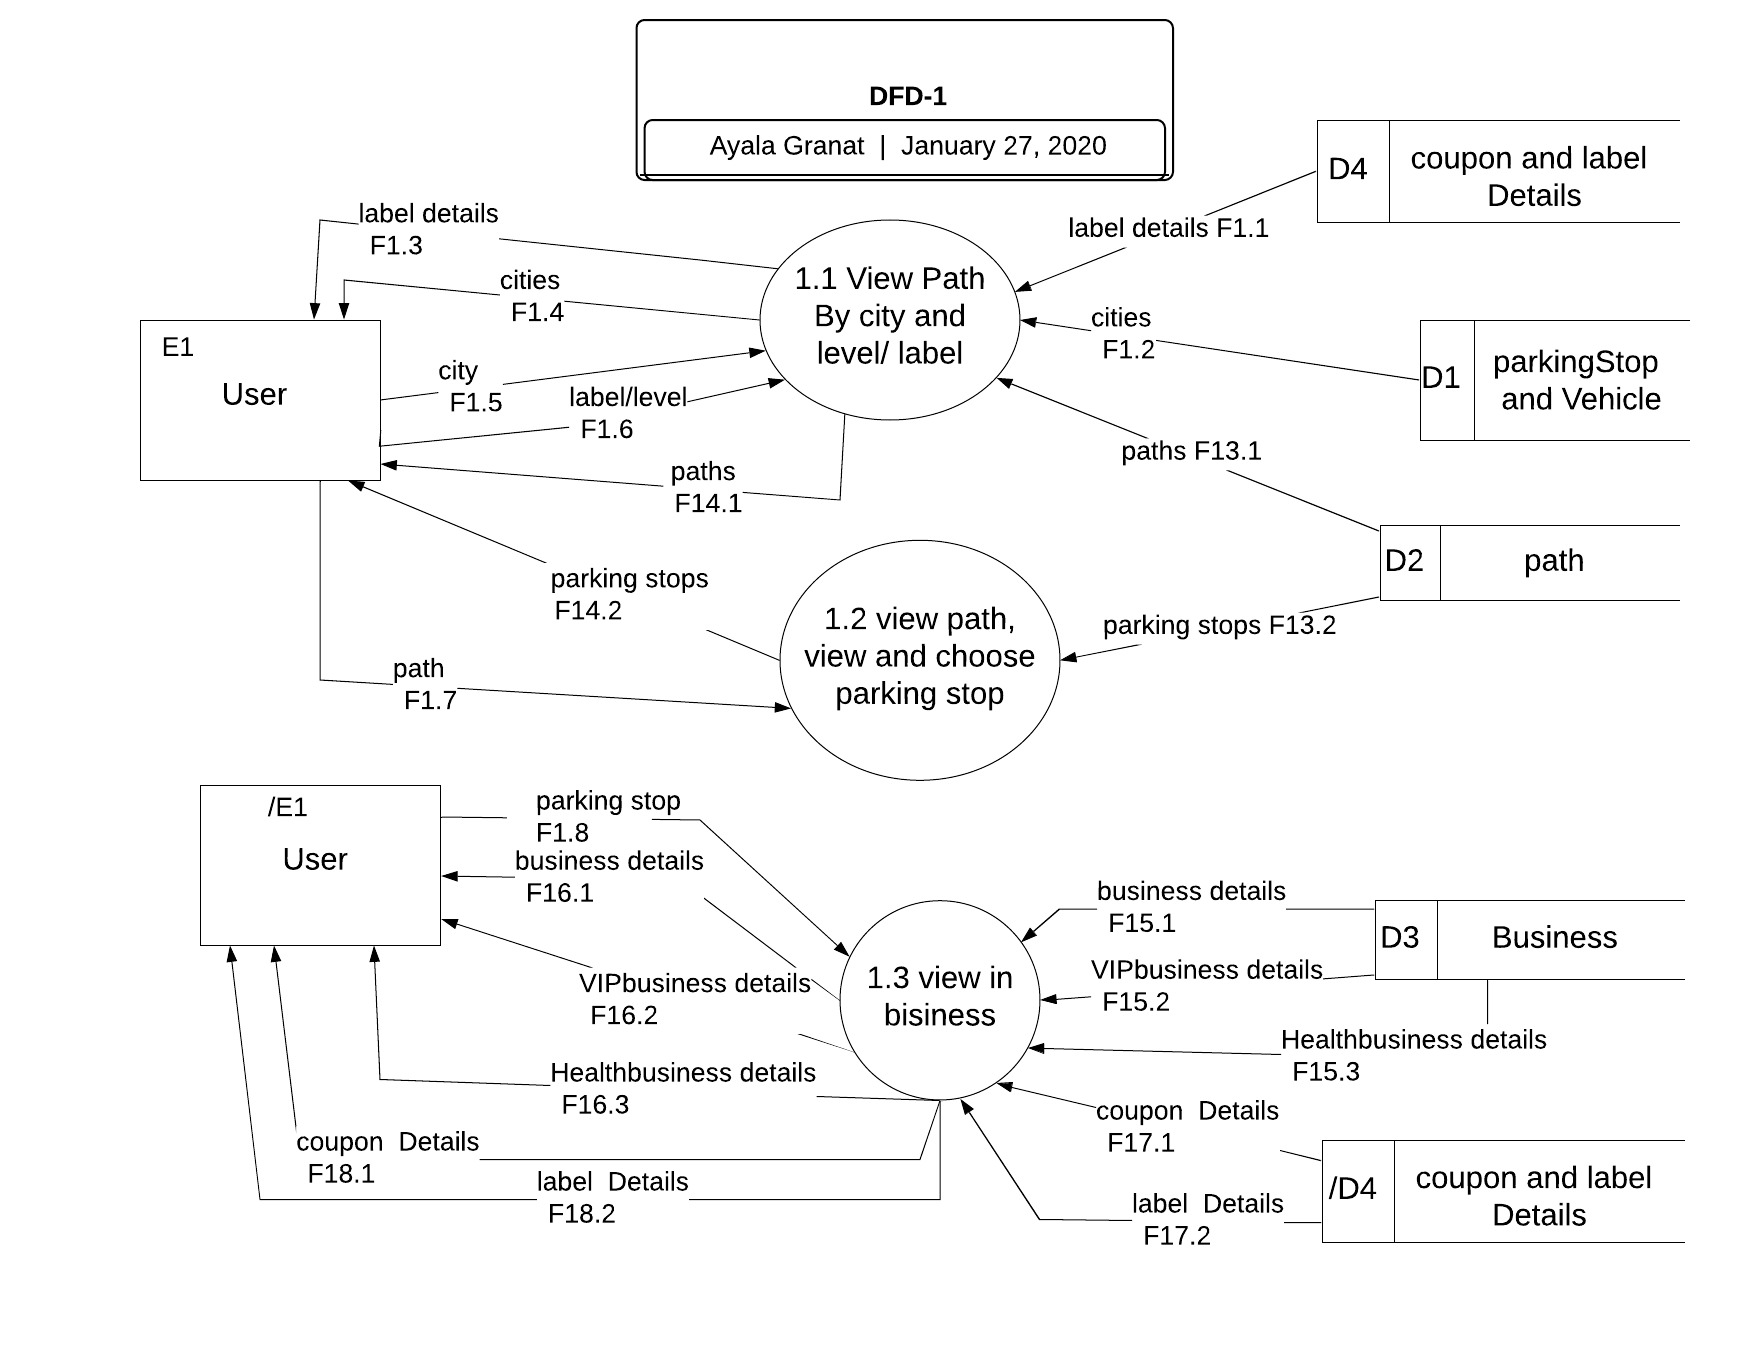 DFD-1
Ayala Granat | January 27, 2020
D4
coupon and label
Details
label details
F1.3
label details F1.1
1.1 View Path
By city and
level/ label
cities
F1.4
cities
F1.2
E1
User
D1
parkingStop
and Vehicle
city
F1.5
label/level
F1.6
paths F13.1
paths
F14.1
D2
path
parking stops
F14.2
1.2 view path,
view and choose
parking stop
parking stops F13.2
path
F1.7
/E1
User
parking stop
F1.8
business details
F16.1
business details
F15.1
D3
Business
VIPbusiness details
F16.2
1.3 view in
bisiness
VIPbusiness details
F15.2
Healthbusiness details
F15.3
Healthbusiness details
F16.3
coupon  Details
F17.1
coupon  Details
F18.1
/D4
coupon and label
Details
label  Details
F18.2
label  Details
F17.2